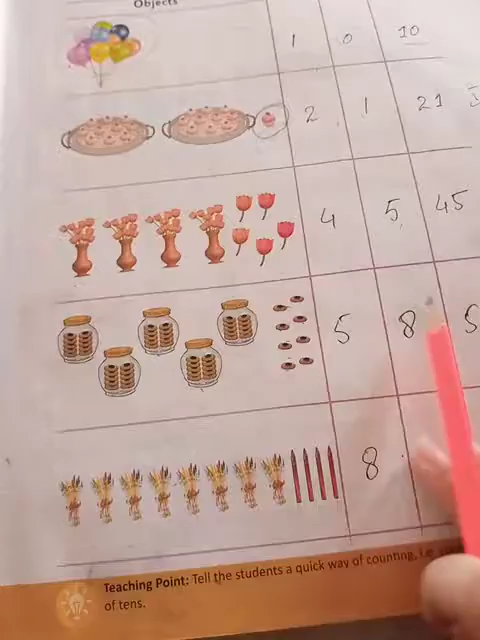 Objects
1 0 10
2 1 21
4 5 45
5 8 5
8
Teaching Point: Tell the students a quick way of counting, i.e.
of tens.